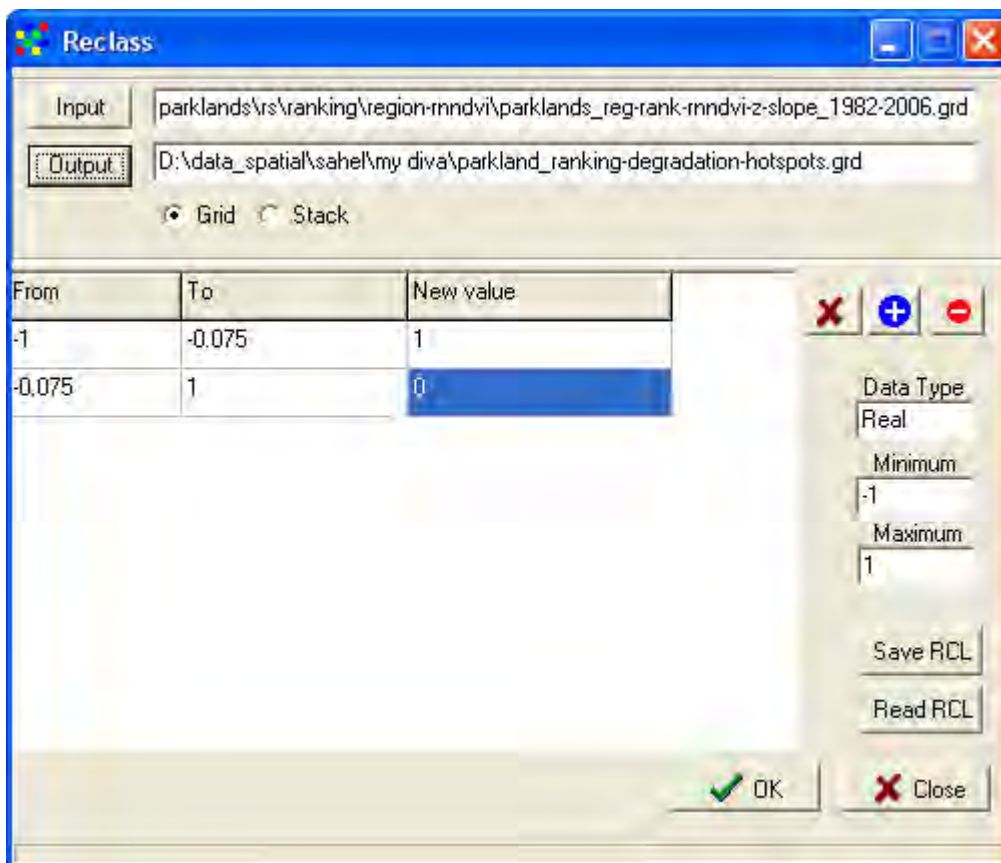 Reclass
Input parklands\rs\ranking\region-rnndvi\parklands_reg-rank-rnndvi-z-slope_1982-2006.grd
Output D:\data_spatial\sahel\my diva\parkland_ranking-degradation-hotspots.grd
Grid Stack
From To New value
-1 -0.075 1
-0.075 1 0
Data Type
Real
Minimum
-1
Maximum
1
Save RCL
Read RCL
OK Close